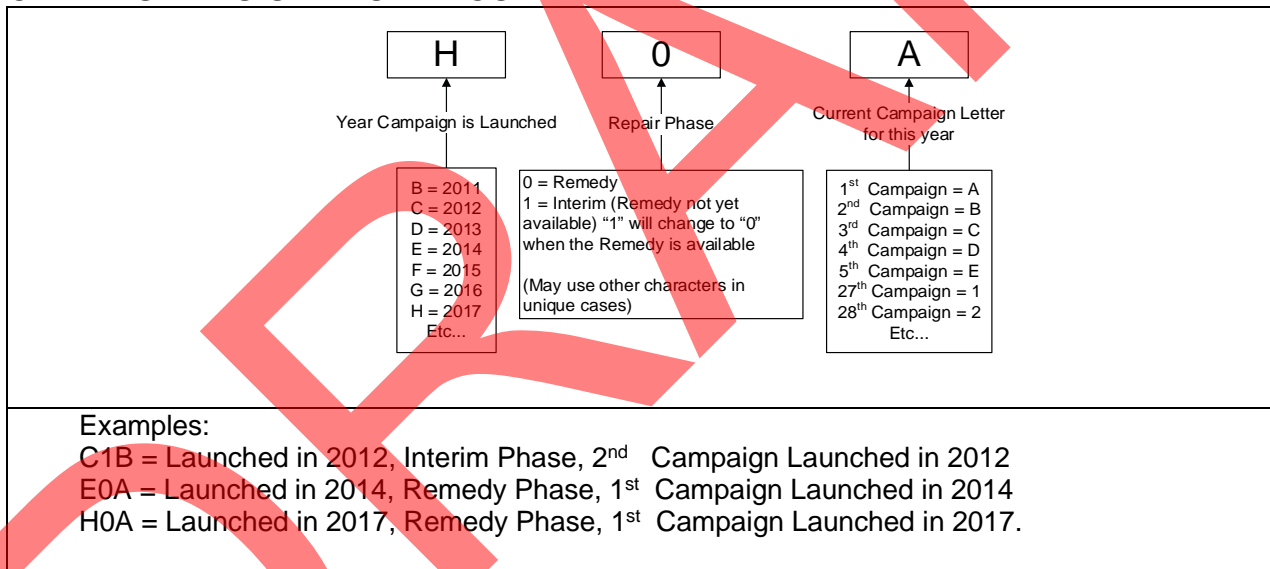 H 0 A
Year Campaign is Launched
Repair Phase
Current Campaign Letter
for this year
B = 2011
C = 2012
D = 2013
E = 2014
F = 2015
G = 2016
H = 2017
Etc...
0 = Remedy
1 = Interim (Remedy not yet
available) “1” will change to “0”
when the Remedy is available
(May use other characters in
unique cases)
1st Campaign = A
2nd Campaign = B
3rd Campaign = C
4th Campaign = D
5th Campaign = E
27th Campaign = 1
28th Campaign = 2
Etc...
Examples:
C1B = Launched in 2012, Interim Phase, 2nd Campaign Launched in 2012
E0A = Launched in 2014, Remedy Phase, 1st Campaign Launched in 2014
H0A = Launched in 2017, Remedy Phase, 1st Campaign Launched in 2017.